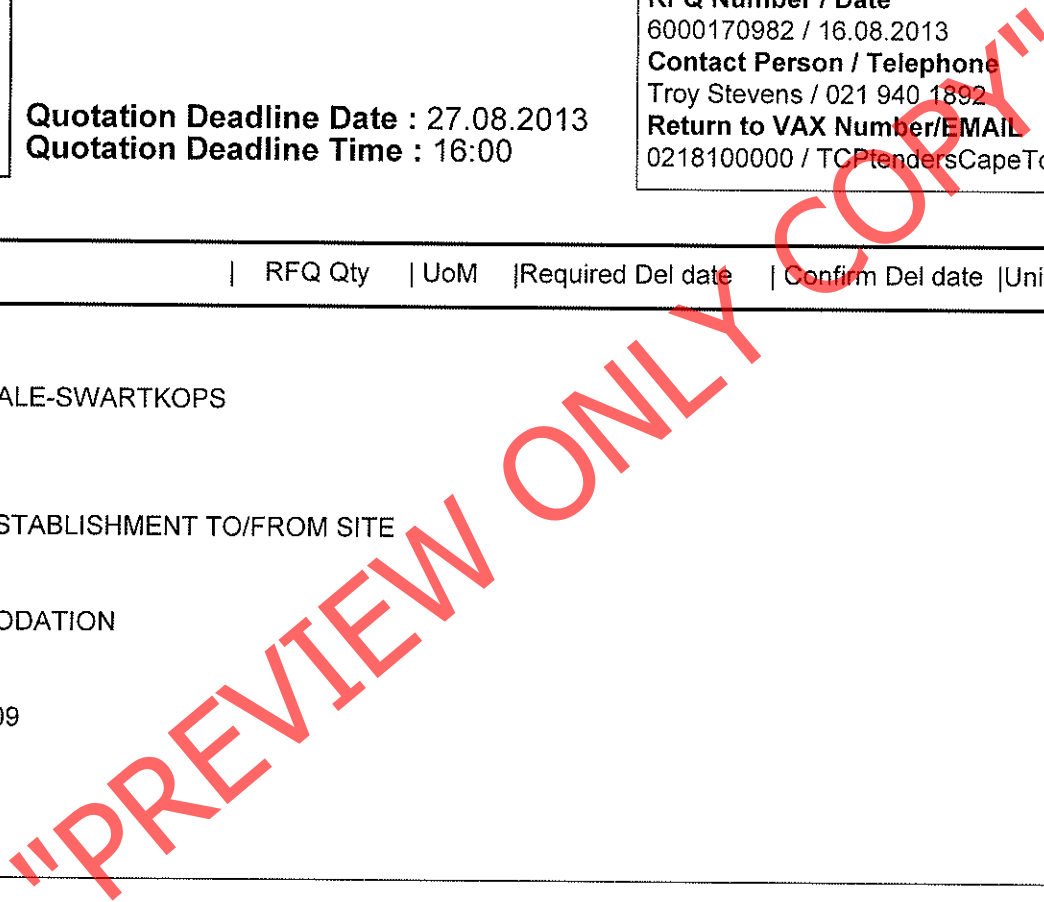 RFQ Number / Date
6000170982 / 16.08.2013
Contact Person / Telephone
Troy Stevens / 021 940 1892
Quotation Deadline Date : 27.08.2013
Quotation Deadline Time : 16:00
Return to VAX Number/EMAIL
0218100000 / TCPtendersCapeTo
| RFQ Qty | UoM |Required Del date | Confirm Del date |Uni
ALE-SWARTKOPS
STABLISHMENT TO/FROM SITE
ODATION
09
"PREVIEW ONLY COPY"